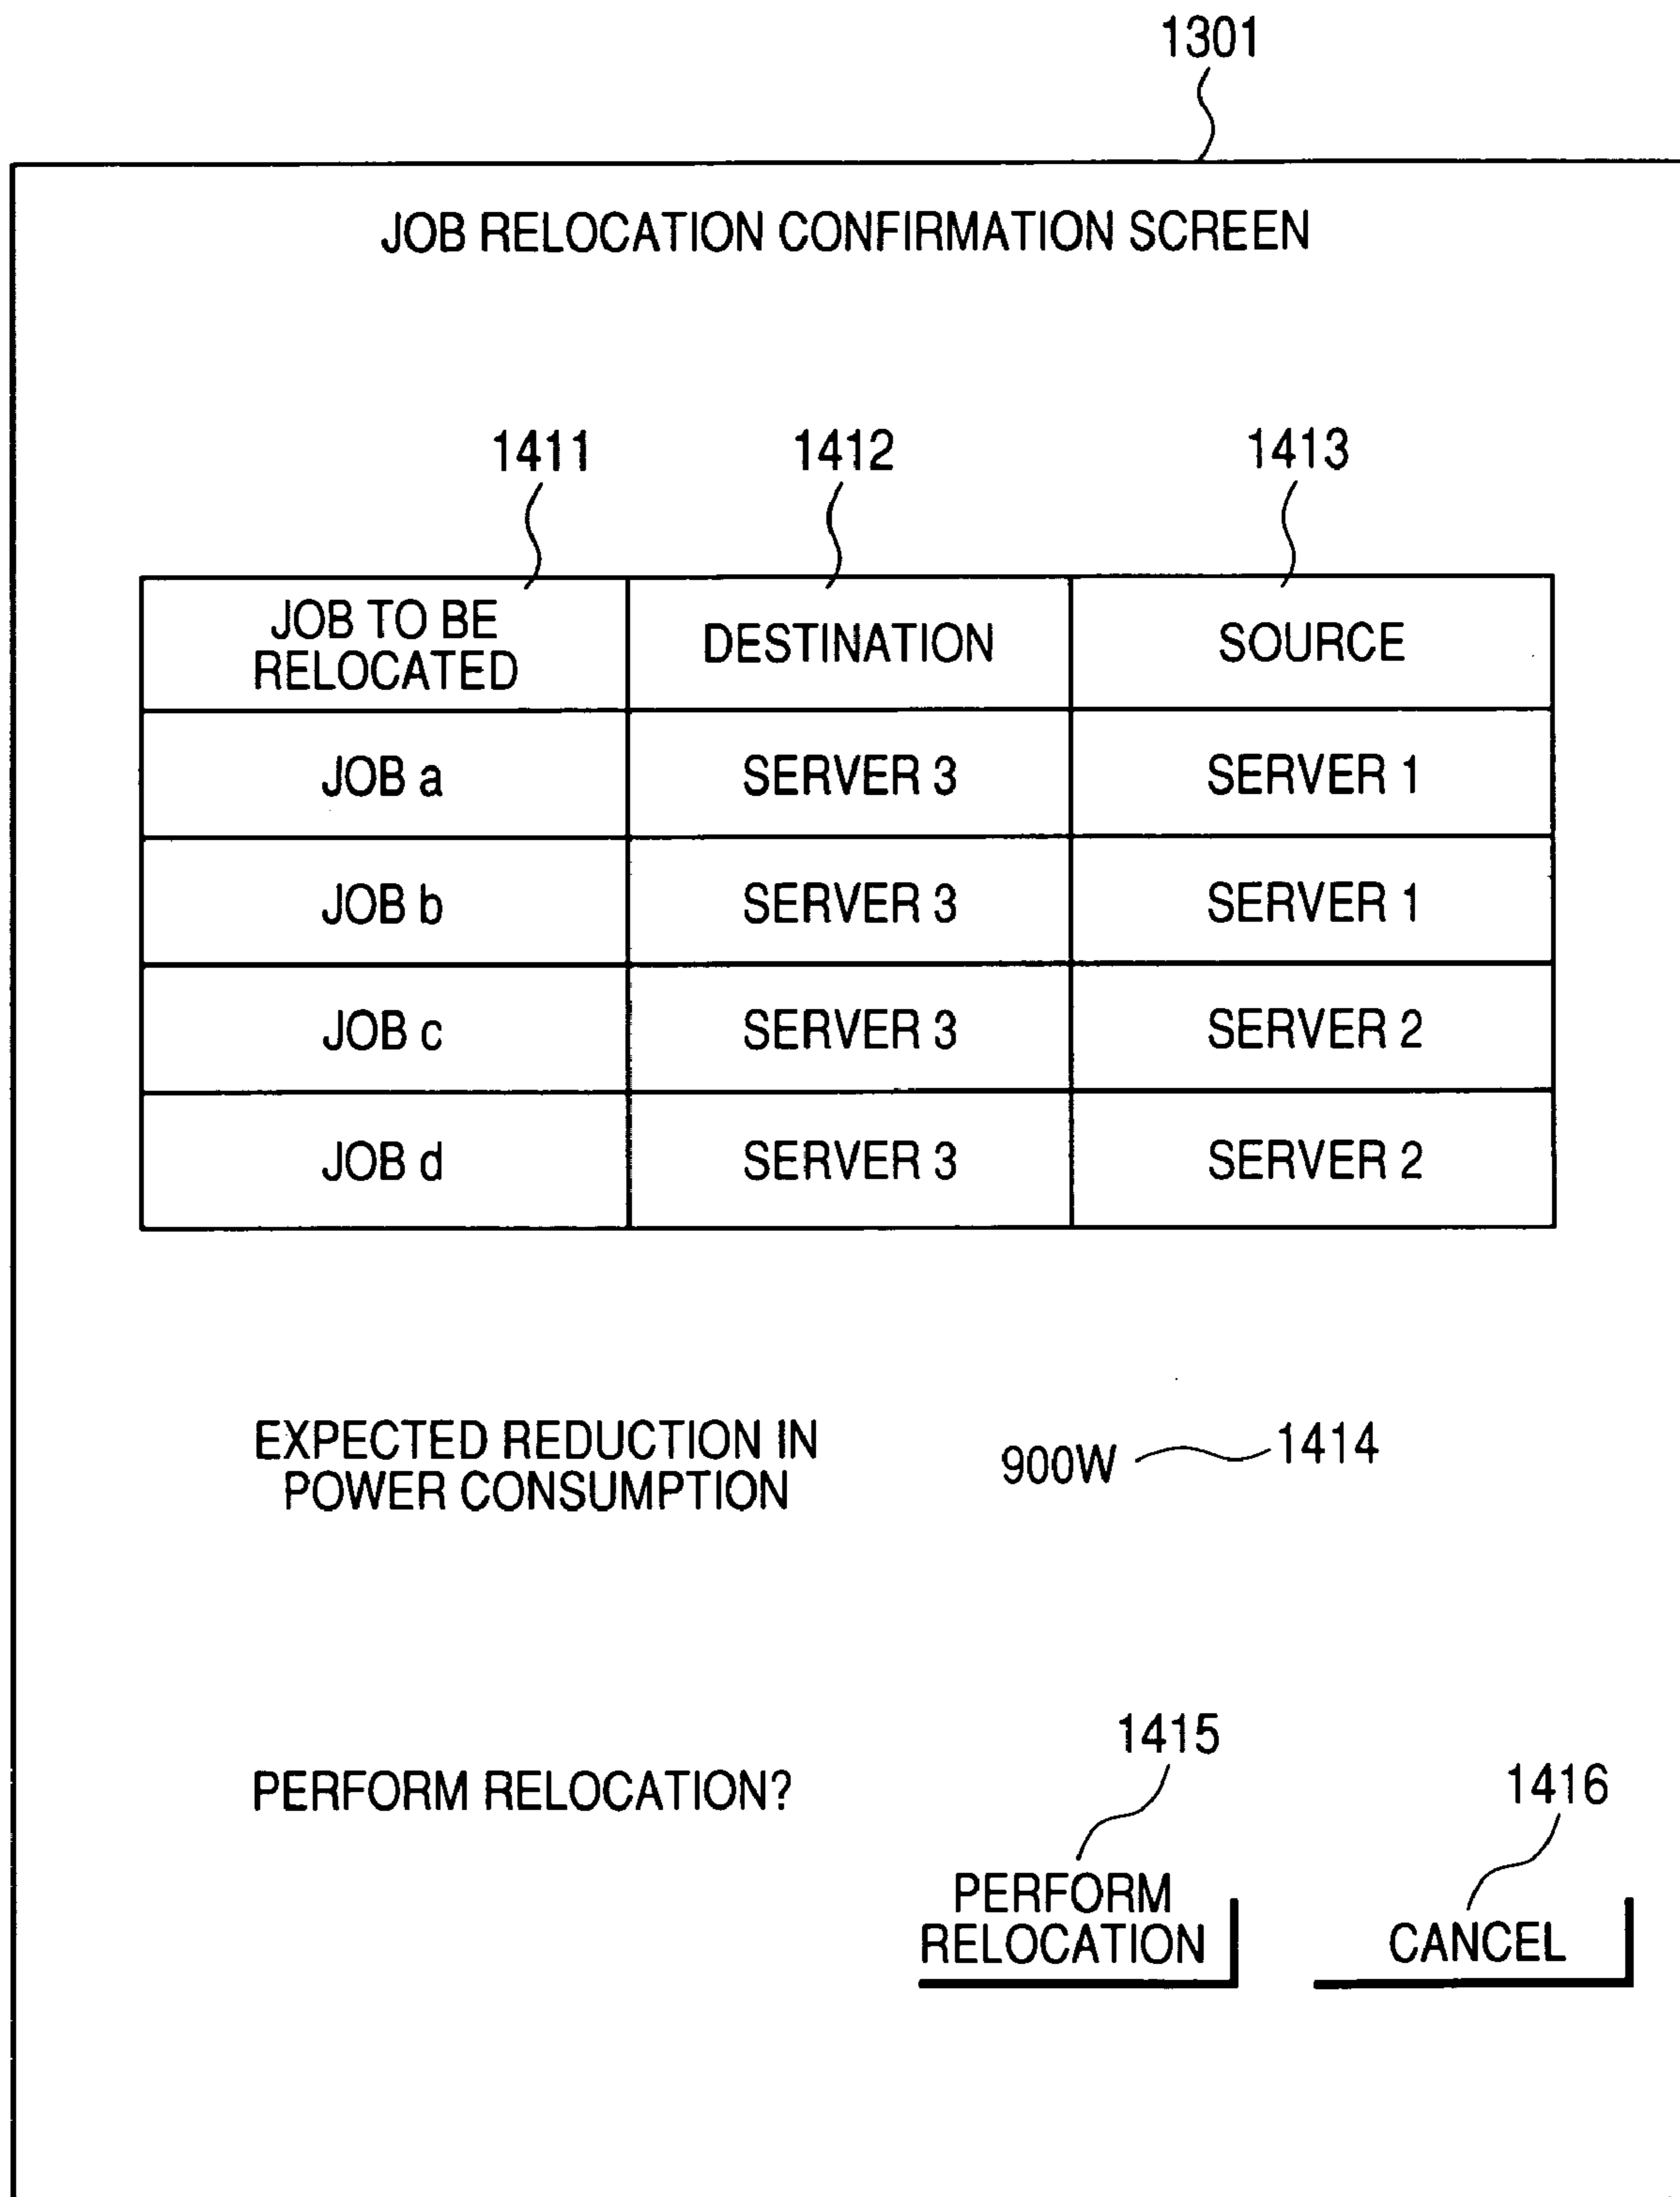 1301
JOB RELOCATION CONFIRMATION SCREEN
1411 1412 1413
JOB TO BE
RELOCATED
DESTINATION
SOURCE
JOB a SERVER 3 SERVER 1
JOB b SERVER 3 SERVER 1
JOB c SERVER 3 SERVER 2
JOB d SERVER 3 SERVER 2
EXPECTED REDUCTION IN
POWER CONSUMPTION
900W 1414
PERFORM RELOCATION?
1415
PERFORM
RELOCATION
1416
CANCEL